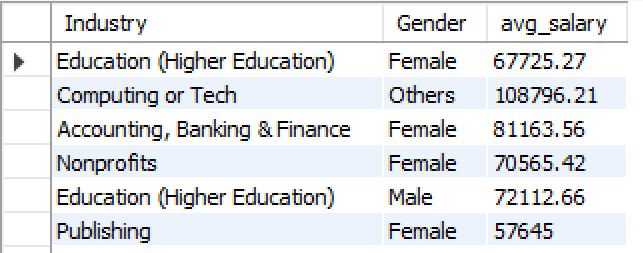 Industry Gender avg_salary
Education (Higher Education) Female 67725.27
Computing or Tech Others 108796.21
Accounting, Banking & Finance Female 81163.56
Nonprofits Female 70565.42
Education (Higher Education) Male 72112.66
Publishing Female 57645